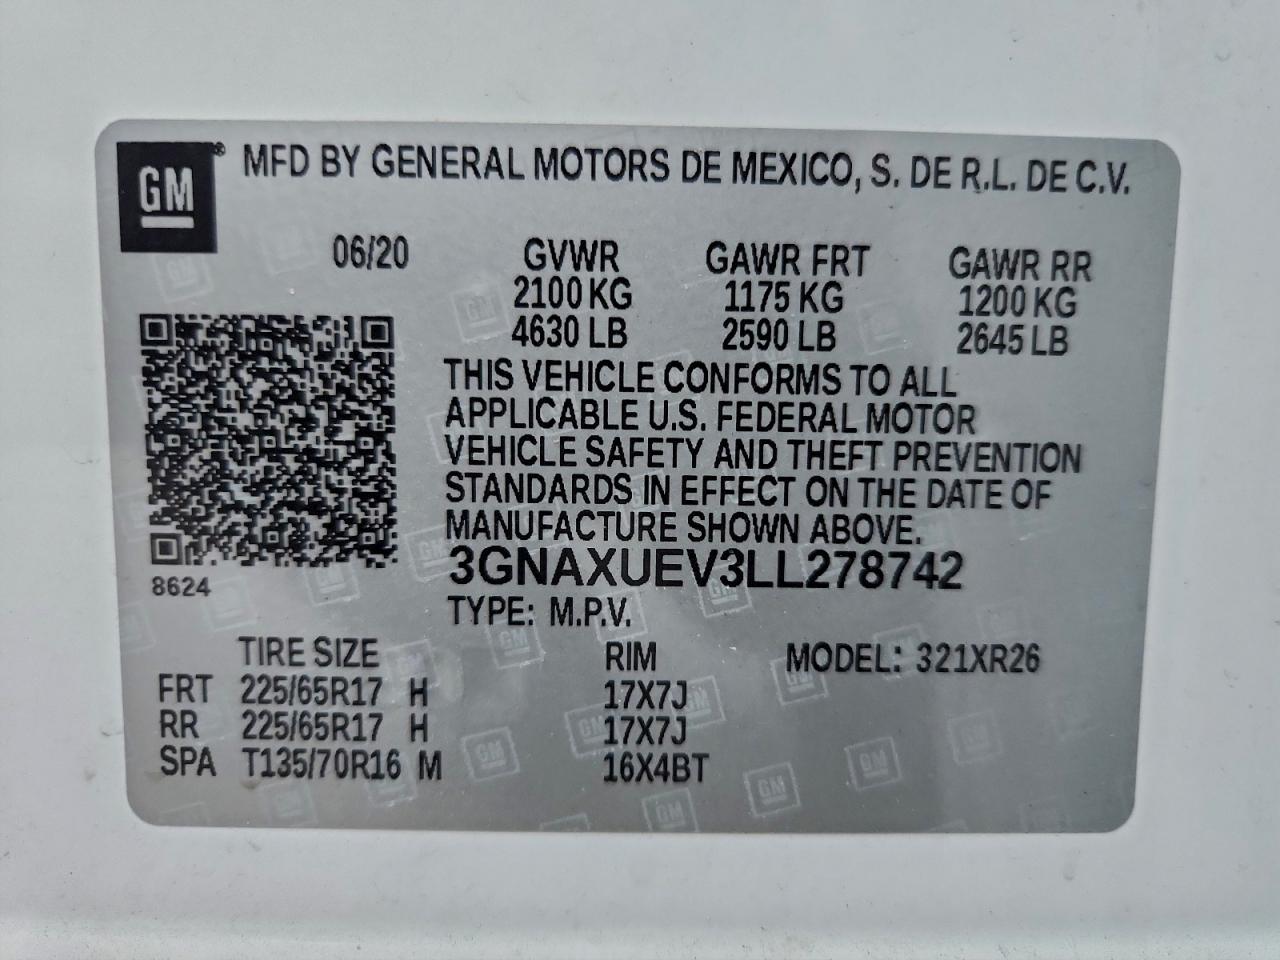 GM ® MFD BY GENERAL MOTORS DE MEXICO, S. DE R.L. DE C.V.
06/20 GVWR GAWR FRT GAWR RR
2100 KG 1175 KG 1200 KG
4630 LB 2590 LB 2645 LB
THIS VEHICLE CONFORMS TO ALL
APPLICABLE U.S. FEDERAL MOTOR
VEHICLE SAFETY AND THEFT PREVENTION
STANDARDS IN EFFECT ON THE DATE OF
MANUFACTURE SHOWN ABOVE.
3GNAXUEV3LL278742
8624
TYPE: M.P.V.
TIRE SIZE RIM MODEL: 321XR26
FRT 225/65R17 H 17X7J
RR 225/65R17 H 17X7J
SPA T135/70R16 M 16X4BT